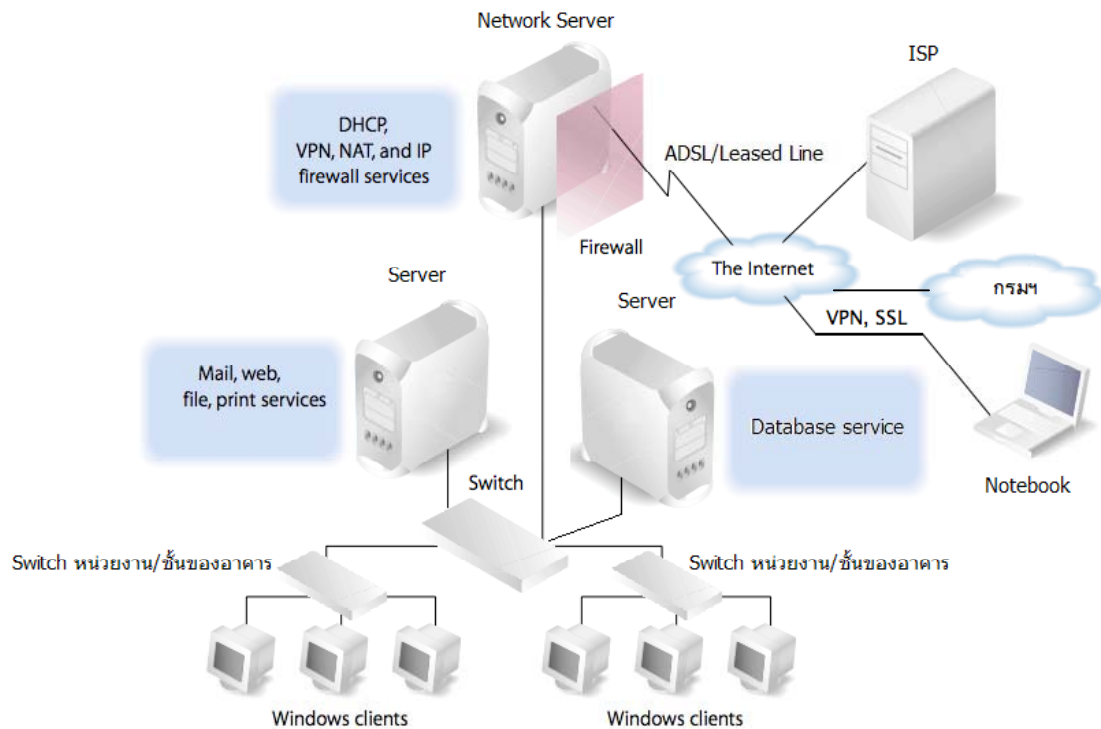 Network Server
ISP
DHCP,
VPN, NAT, and IP
firewall services
ADSL/Leased Line
Firewall
The Internet
กรมฯ
Server
Server
VPN, SSL
Mail, web,
file, print services
Database service
Switch
Notebook
Switch หน่วยงาน/ชั้นของอาคาร
Switch หน่วยงาน/ชั้นของอาคาร
Windows clients
Windows clients